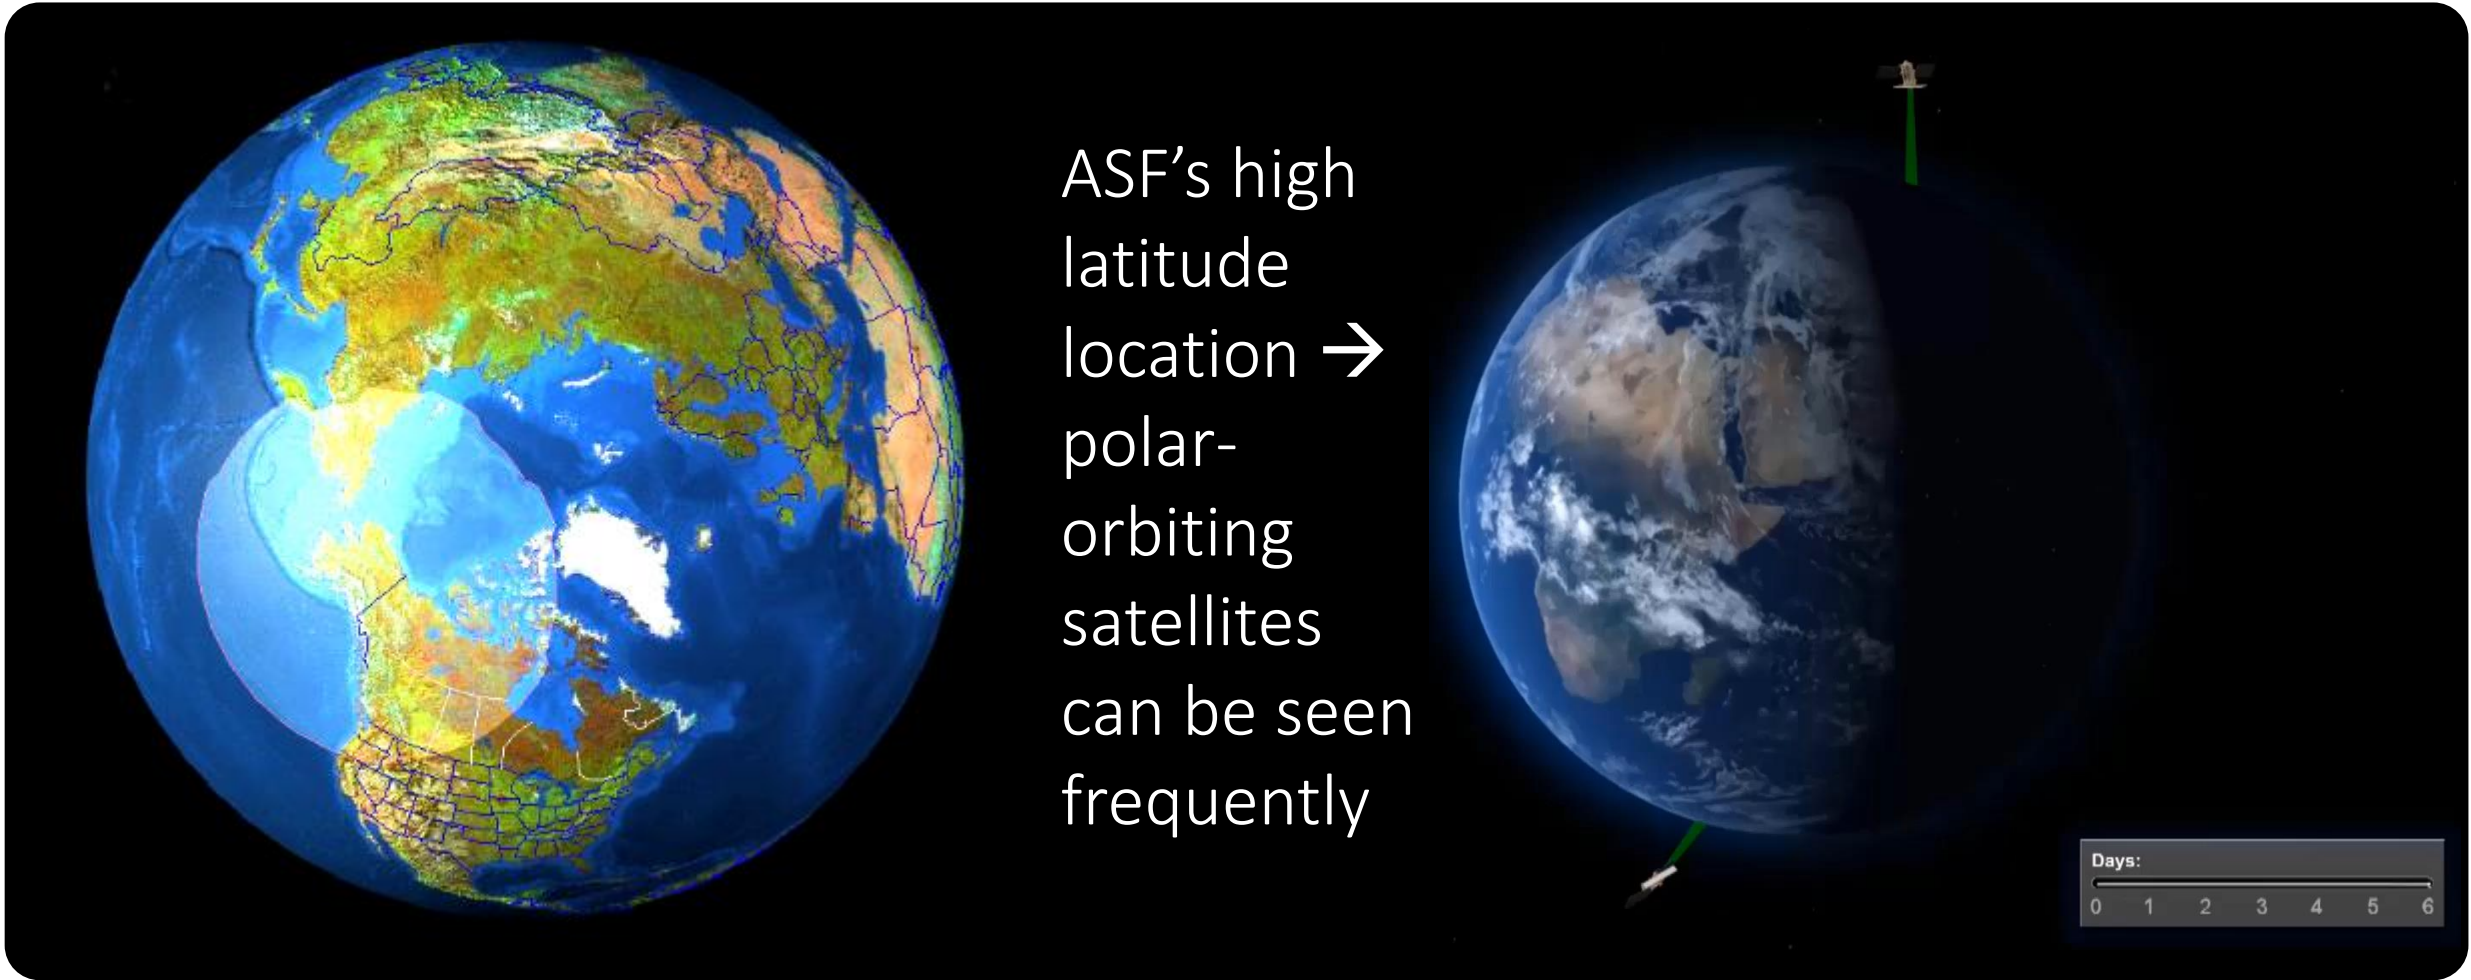 ASF’s high
latitude
location →
polar-
orbiting
satellites
can be seen
frequently
Days:
0 1 2 3 4 5 6